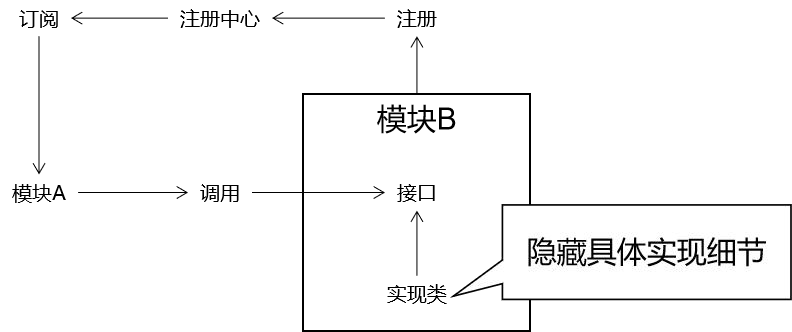 订阅
注册中心
注册
模块B
模块A
调用
接口
隐藏具体实现细节
实现类